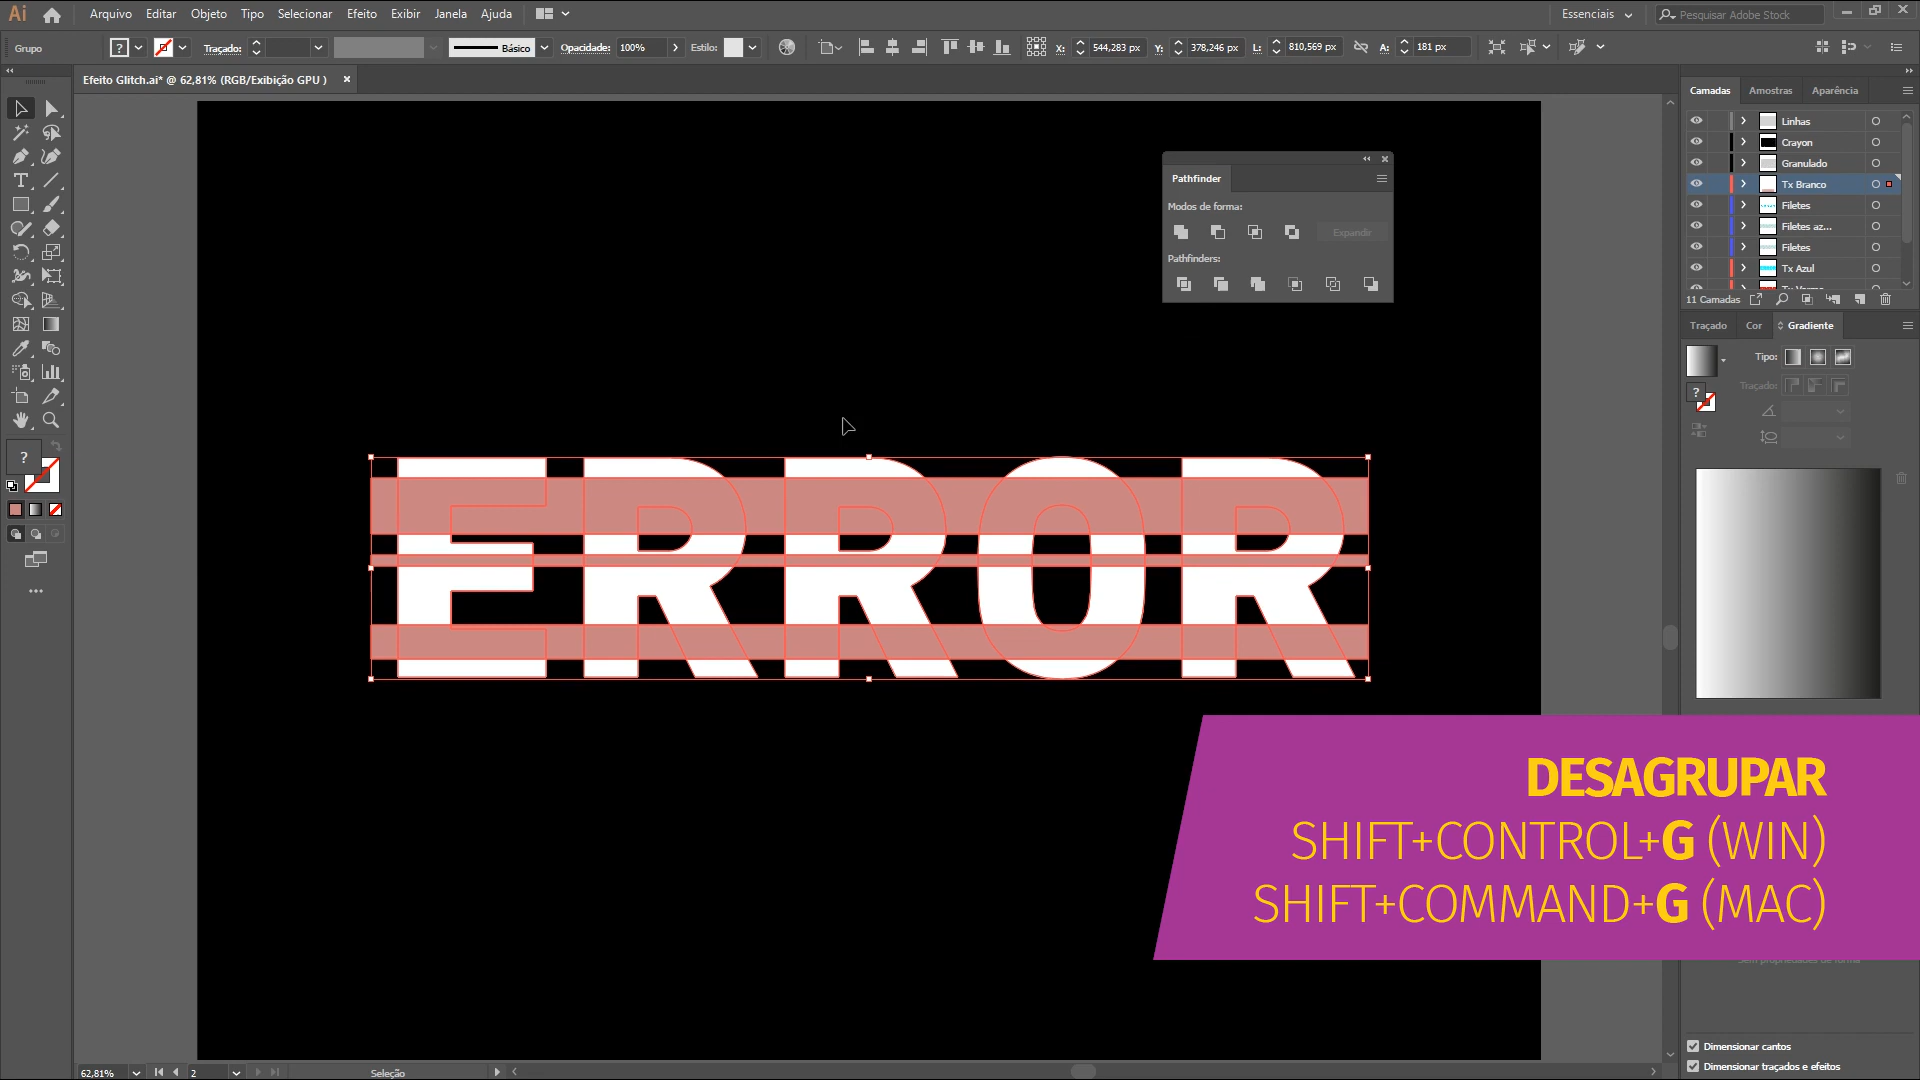 Ai Arquivo Editar Objeto Tipo Selecionar Efeito Exibir Janela Ajuda Essenciais Pesquisar Adobe Stock
Grupo ? Traçado: Básico Opacidade: 100% Estilo: X: 544,283 px Y: 378,246 px L: 810,569 px A: 181 px
Efeito Glitch.ai* @ 62,81% (RGB/Exibição GPU )
Camadas Amostras Aparência
Linhas
Crayon
Granulado
Tx Branco
Filetes
Filetes az...
Filetes
Tx Azul
11 Camadas
Pathfinder
Modos de forma:
Expandir
Pathfinders:
Traçado Cor Gradiente
Tipo:
Traçado:
?
?
ERROR
DESAGRUPAR
SHIFT+CONTROL+G (WIN)
SHIFT+COMMAND+G (MAC)
Dimensionar cantos
Dimensionar traçados e efeitos
62,81% 2 Seleção